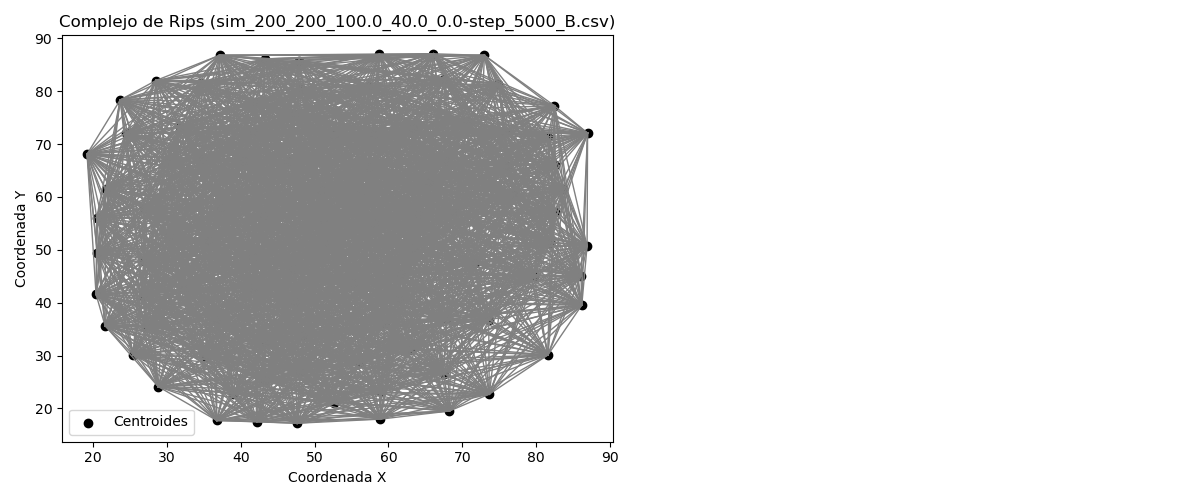 Complejo de Rips (sim_200_200_100.0_40.0_0.0-step_5000_B.csv)
90
80
70
60
50
40
30
20
Coordenada Y
Centroides
20 30 40 50 60 70 80 90
Coordenada X